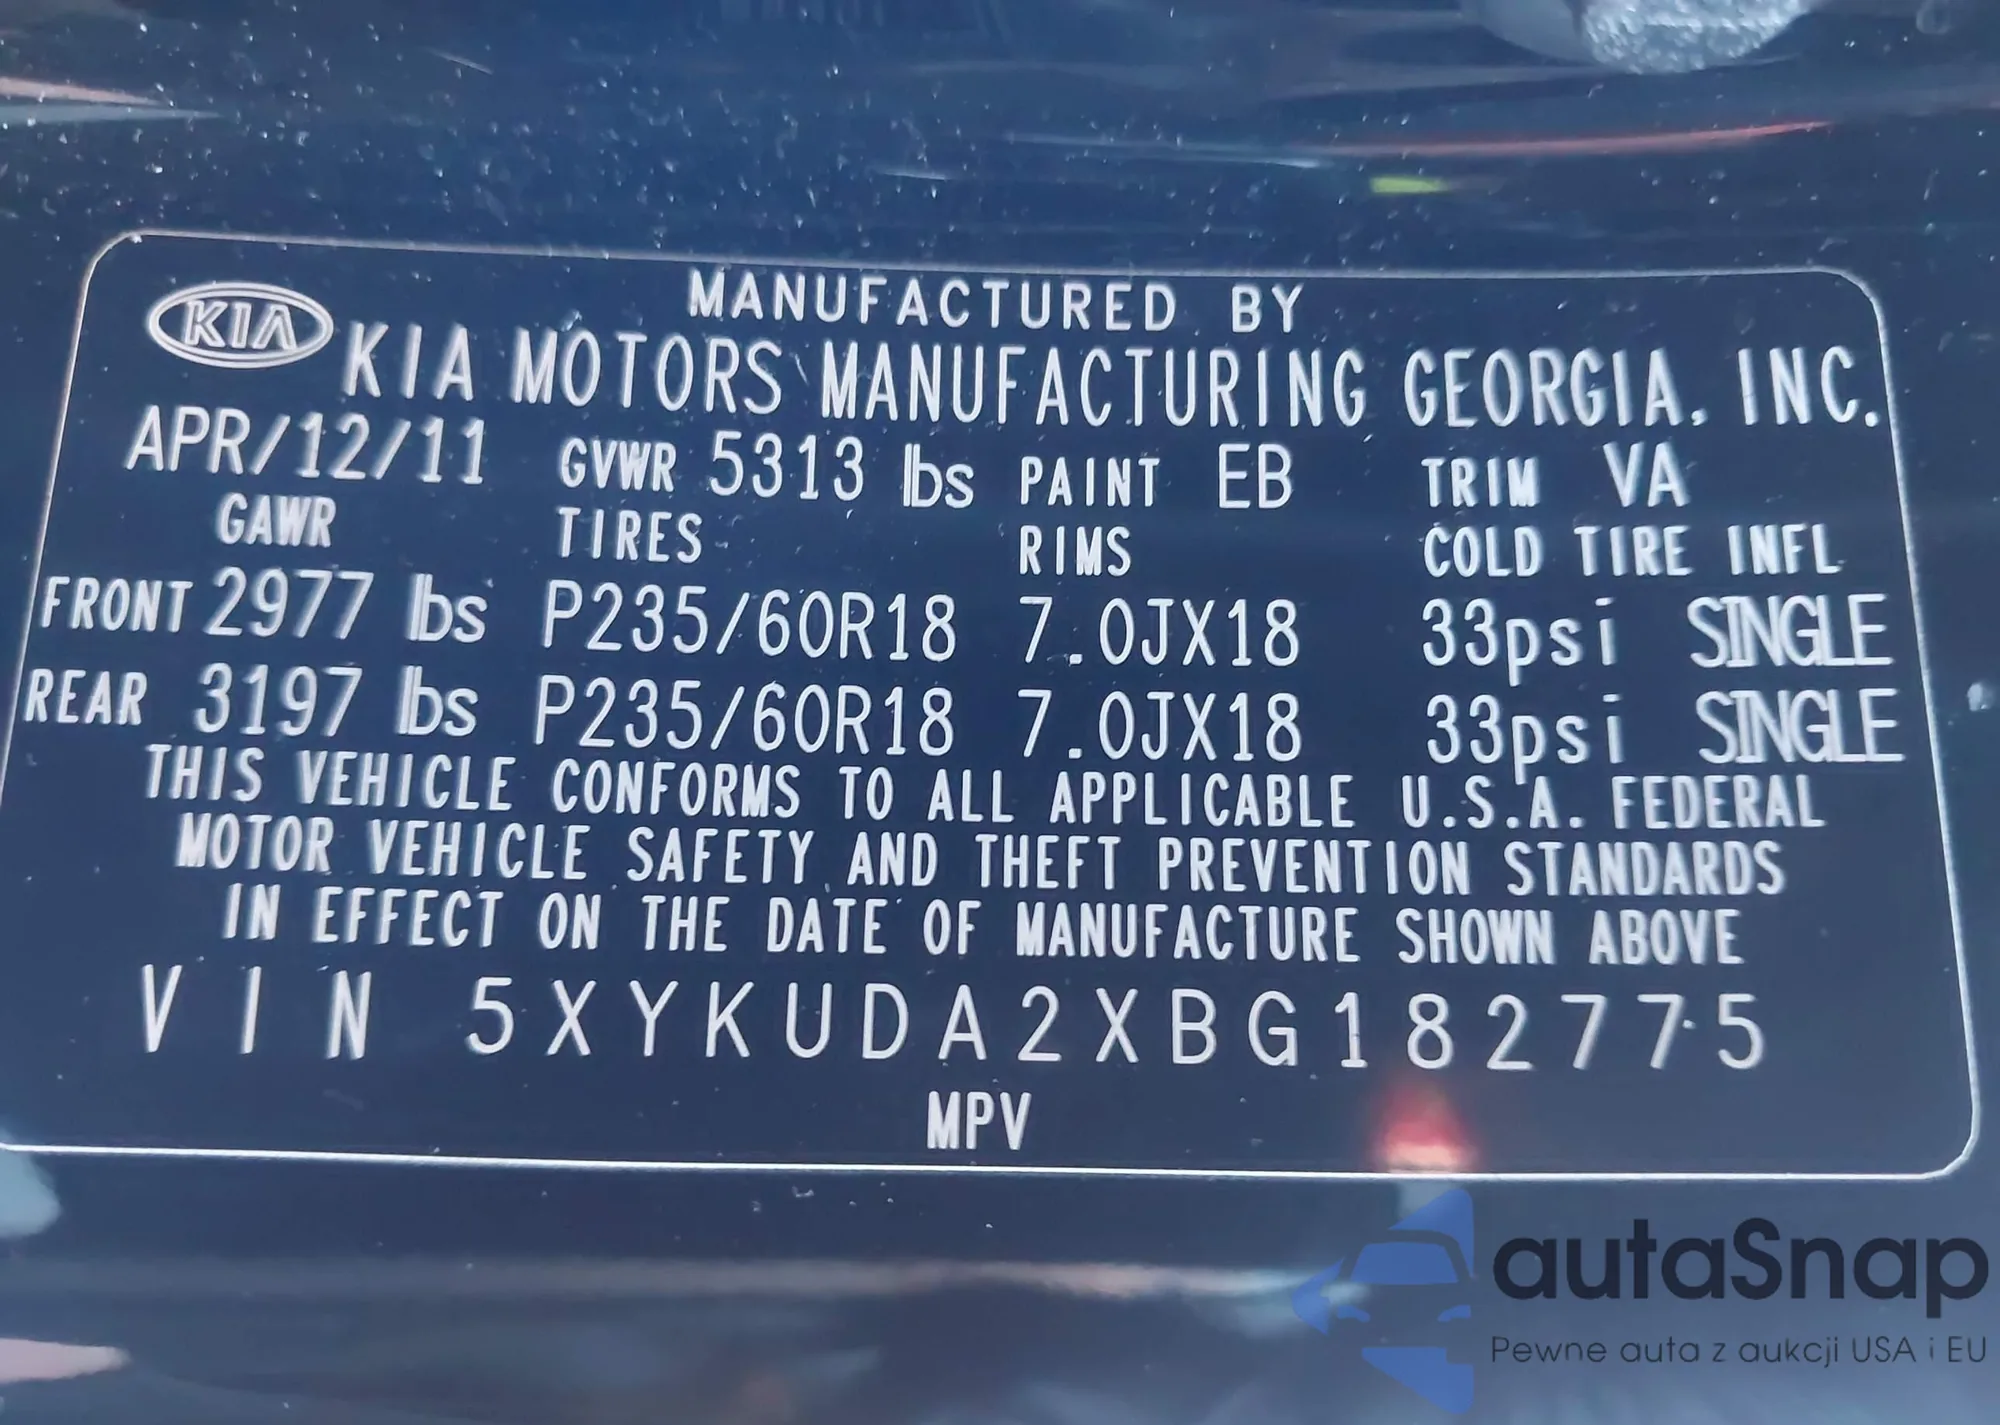 MANUFACTURED BY
KIA KIA MOTORS MANUFACTURING GEORGIA, INC.
APR/12/11 GVWR 5313 lbs PAINT EB TRIM VA
GAWR TIRES RIMS COLD TIRE INFL
FRONT 2977 lbs P235/60R18 7.0JX18 33psi SINGLE
REAR 3197 lbs P235/60R18 7.0JX18 33psi SINGLE
THIS VEHICLE CONFORMS TO ALL APPLICABLE U.S.A. FEDERAL
MOTOR VEHICLE SAFETY AND THEFT PREVENTION STANDARDS
IN EFFECT ON THE DATE OF MANUFACTURE SHOWN ABOVE
VIN 5XYKUDA2XBG182775
MPV
autaSnap
Pewne auta z aukcji USA i EU